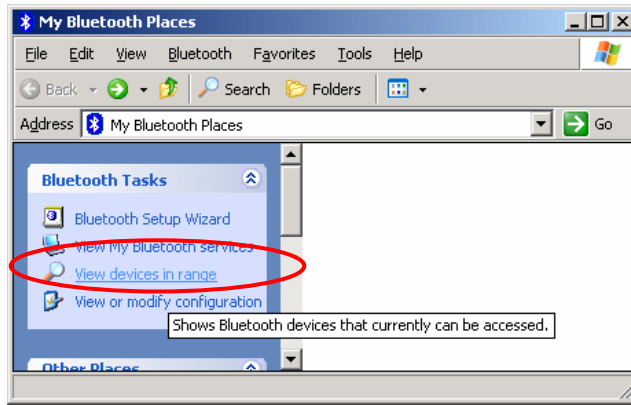 My Bluetooth Places
File Edit View Bluetooth Favorites Tools Help
Back Search Folders
Address My Bluetooth Places Go
Bluetooth Tasks
Bluetooth Setup Wizard
View My Bluetooth services
View devices in range
View or modify configuration
Shows Bluetooth devices that currently can be accessed.
Other Places